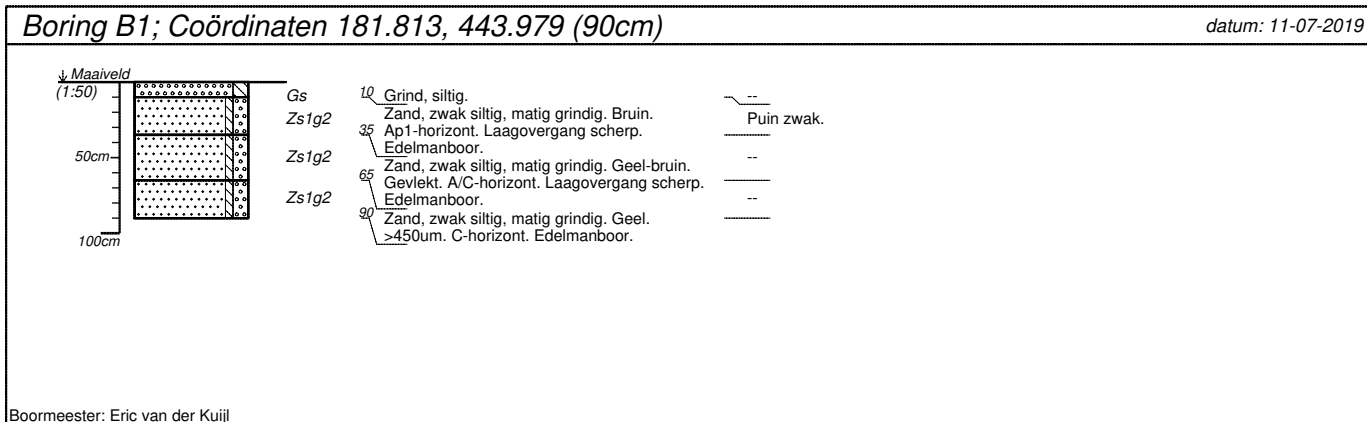 Boring B1; Coördinaten 181.813, 443.979 (90cm)
datum: 11-07-2019
Maaiveld
(1:50)
Gs
10
Grind, siltig.
--
Zs1g2
Zand, zwak siltig, matig grindig. Bruin.
Puin zwak.
35
Ap1-horizont. Laagovergang scherp.
Edelmanboor.
50cm
Zs1g2
Zand, zwak siltig, matig grindig. Geel-bruin.
--
65
Gevlekt. A/C-horizont. Laagovergang scherp.
Zs1g2
Edelmanboor.
--
90
Zand, zwak siltig, matig grindig. Geel.
100cm
>450um. C-horizont. Edelmanboor.
Boormeester: Eric van der Kuijl